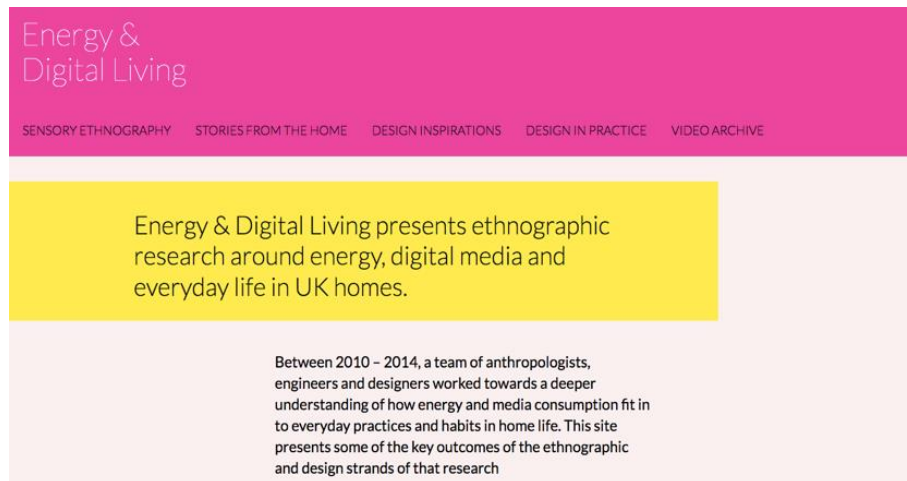 Energy &
Digital Living
SENSORY ETHNOGRAPHY STORIES FROM THE HOME DESIGN INSPIRATIONS DESIGN IN PRACTICE VIDEO ARCHIVE
Energy & Digital Living presents ethnographic
research around energy, digital media and
everyday life in UK homes.
Between 2010 – 2014, a team of anthropologists,
engineers and designers worked towards a deeper
understanding of how energy and media consumption fit in
to everyday practices and habits in home life. This site
presents some of the key outcomes of the ethnographic
and design strands of that research